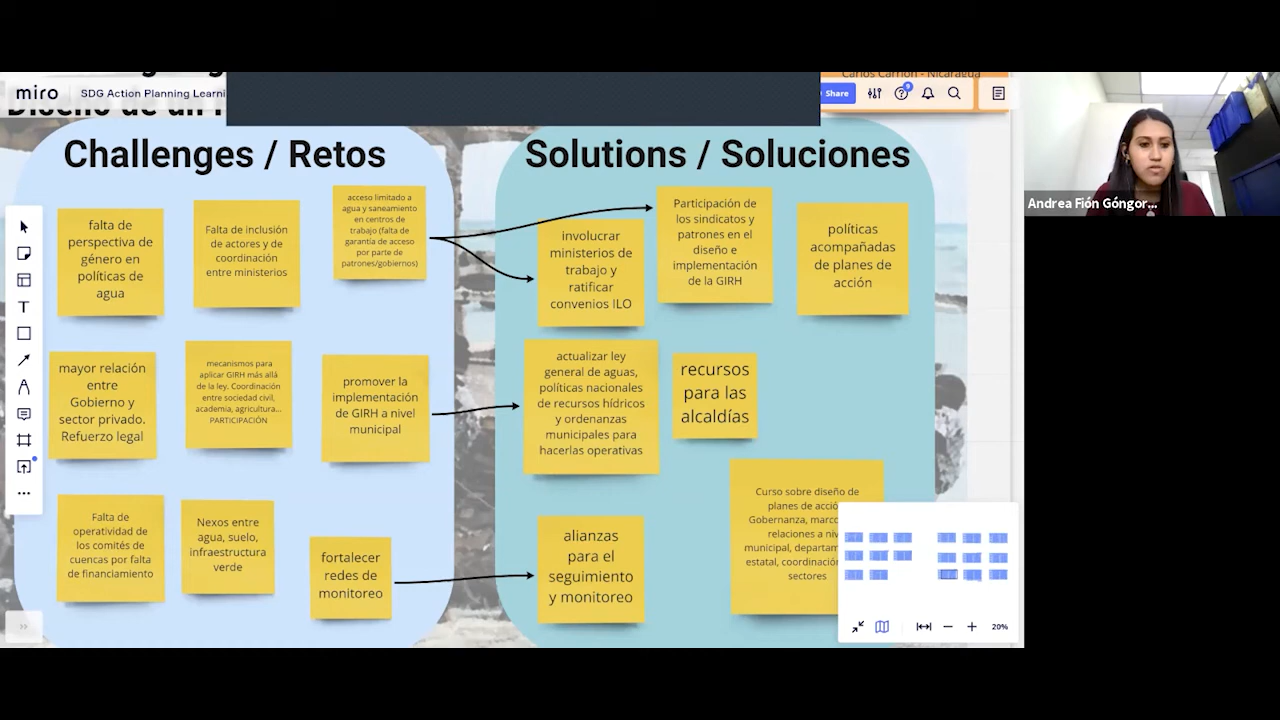 Carlos Carrión - Nicaragua
miro
SDG Action Planning Learni
Share
Diseño de un
Challenges / Retos
falta de
perspectiva de
género en
políticas de
agua
Falta de inclusión
de actores y de
coordinación
entre ministerios
acceso limitado a
agua y saneamiento
en centros de
trabajo (falta de
garantía de acceso
por parte de
patrones/gobiernos)
mayor relación
entre
Gobierno y
sector privado.
Refuerzo legal
mecanismos para
aplicar GIRH más allá
de la ley. Coordinación
entre sociedad civil,
academia, agricultura...
PARTICIPACIÓN
promover la
implementación
de GIRH a nivel
municipal
Falta de
operatividad de
los comités de
cuencas por falta
de financiamiento
Nexos entre
agua, suelo,
infraestructura
verde
fortalecer
redes de
monitoreo
Solutions / Soluciones
involucrar
ministerios de
trabajo y
ratificar
convenios ILO
Participación de
los sindicatos y
patrones en el
diseño e
implementación
de la GIRH
políticas
acompañadas
de planes de
acción
actualizar ley
general de aguas,
políticas nacionales
de recursos hídricos
y ordenanzas
municipales para
hacerlas operativas
recursos
para las
alcaldías
alianzas
para el
seguimiento
y monitoreo
Curso sobre diseño de
planes de acció
Gobernanza, marco
relaciones a niv
municipal, departam
estatal, coordinación
sectores
20%
Andrea Fión Góngor...